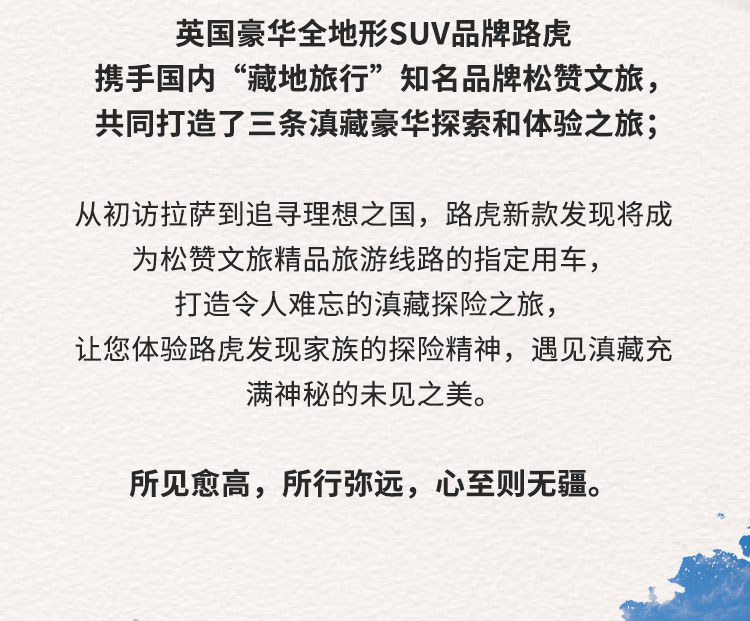 英国豪华全地形SUV品牌路虎
携手国内“藏地旅行”知名品牌松赞文旅，
共同打造了三条滇藏豪华探索和体验之旅；
从初访拉萨到追寻理想之国，路虎新款发现将成
为松赞文旅精品旅游线路的指定用车，
打造令人难忘的滇藏探险之旅，
让您体验路虎发现家族的探险精神，遇见滇藏充
满神秘的未见之美。
所见愈高，所行弥远，心至则无疆。